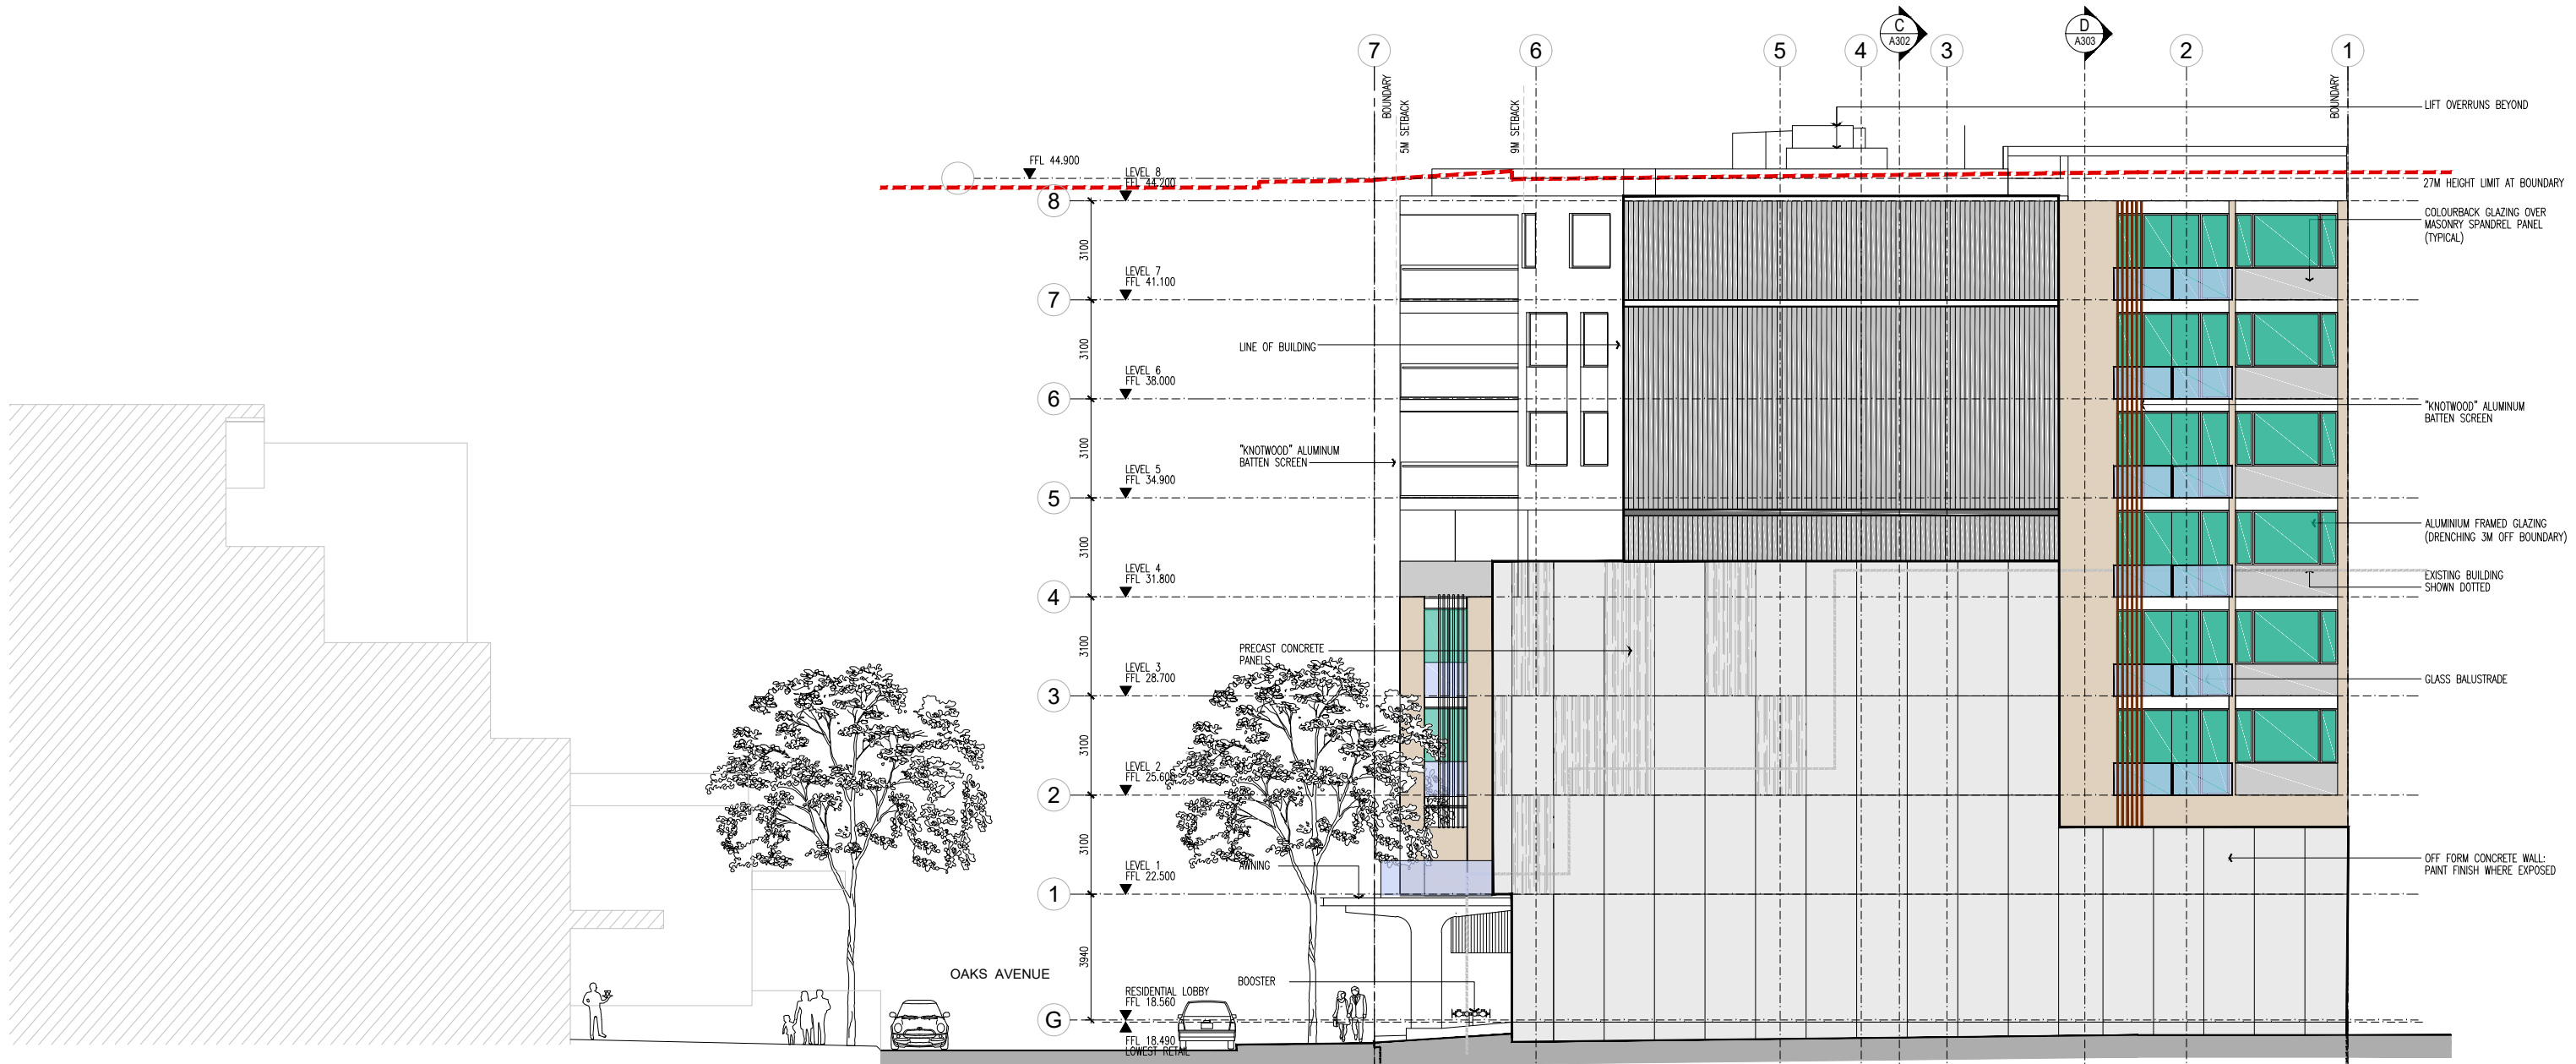 7
6
5
4
C
A302
3
D
A303
2
1
BOUNDARY
5M SETBACK
9M SETBACK
BOUNDARY
LIFT OVERRUNS BEYOND
FFL 44.900
LEVEL 8
FFL 44.200
8
27M HEIGHT LIMIT AT BOUNDARY
COLOURBACK GLAZING OVER
MASONRY SPANDREL PANEL
(TYPICAL)
3100
LEVEL 7
FFL 41.100
7
3100
LINE OF BUILDING
LEVEL 6
FFL 38.000
6
"KNOTWOOD" ALUMINUM
BATTEN SCREEN
3100
"KNOTWOOD" ALUMINUM
BATTEN SCREEN
LEVEL 5
FFL 34.900
5
ALUMINIUM FRAMED GLAZING
(DRENCHING 3M OFF BOUNDARY)
3100
LEVEL 4
FFL 31.800
4
EXISTING BUILDING
SHOWN DOTTED
3100
PRECAST CONCRETE
PANELS
LEVEL 3
FFL 28.700
3
GLASS BALUSTRADE
3100
LEVEL 2
FFL 25.600
2
3100
LEVEL 1
FFL 22.500
1
AWNING
OFF FORM CONCRETE WALL:
PAINT FINISH WHERE EXPOSED
3940
OAKS AVENUE
BOOSTER
RESIDENTIAL LOBBY
FFL 18.560
G
FFL 18.490
LOWEST RETAIL